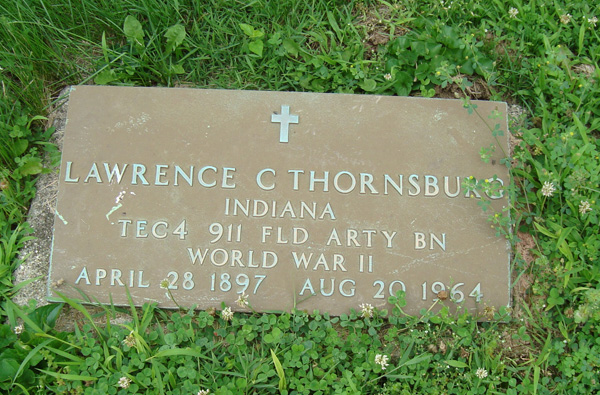 LAWRENCE C THORNSBURG
INDIANA
TEC4 911 FLD ARTY BN
WORLD WAR II
APRIL 28 1897 AUG 20 1964